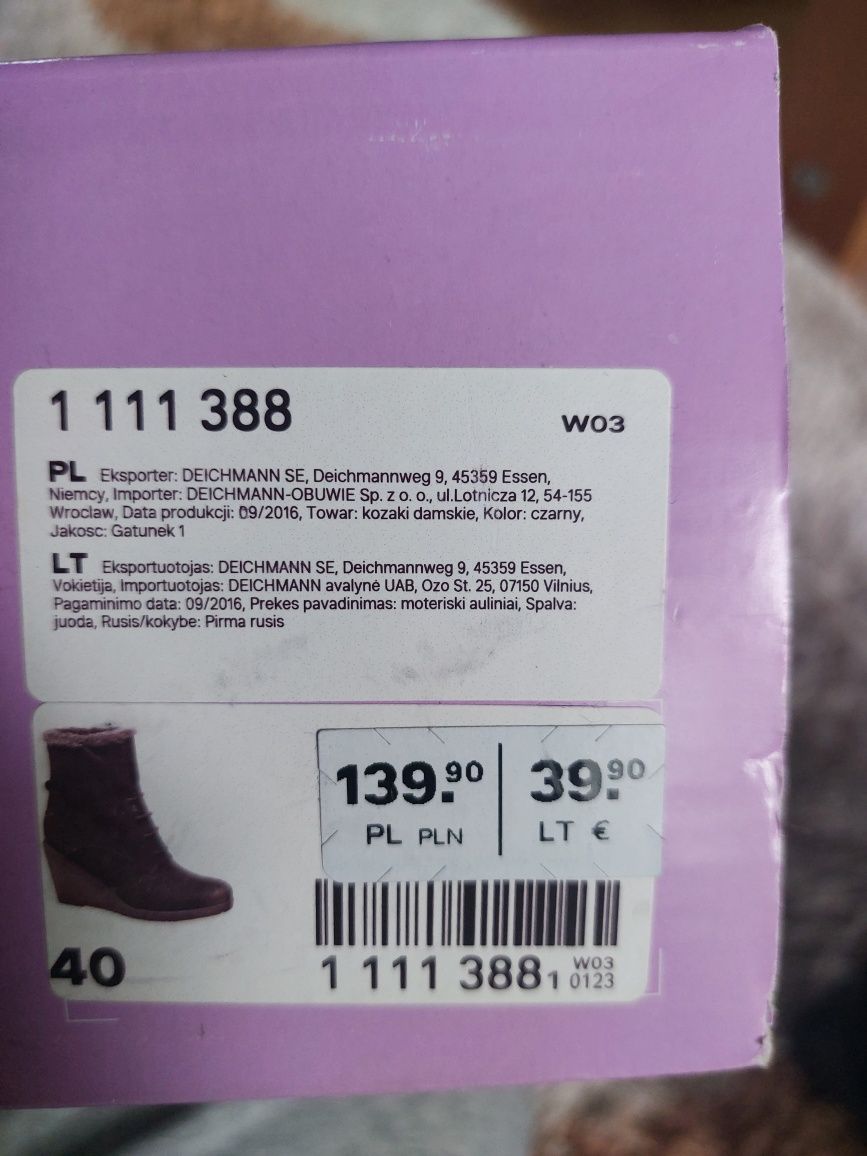 1 111 388 W03
PL Eksporter: DEICHMANN SE, Deichmannweg 9, 45359 Essen,
Niemcy, Importer: DEICHMANN-OBUWIE Sp. z o. o., ul.Lotnicza 12, 54-155
Wroclaw, Data produkcji: 09/2016, Towar: kozaki damskie, Kolor: czarny,
Jakosc: Gatunek 1
LT Eksportuotojas: DEICHMANN SE, Deichmannweg 9, 45359 Essen,
Vokietija, Importuotojas: DEICHMANN avalynė UAB, Ozo St. 25, 07150 Vilnius,
Pagaminimo data: 09/2016, Prekes pavadinimas: moteriski auliniai, Spalva:
juoda, Rusis/kokybe: Pirma rusis
139.90 39.90
PL PLN LT €
40
1 111 388 1 W03
0123